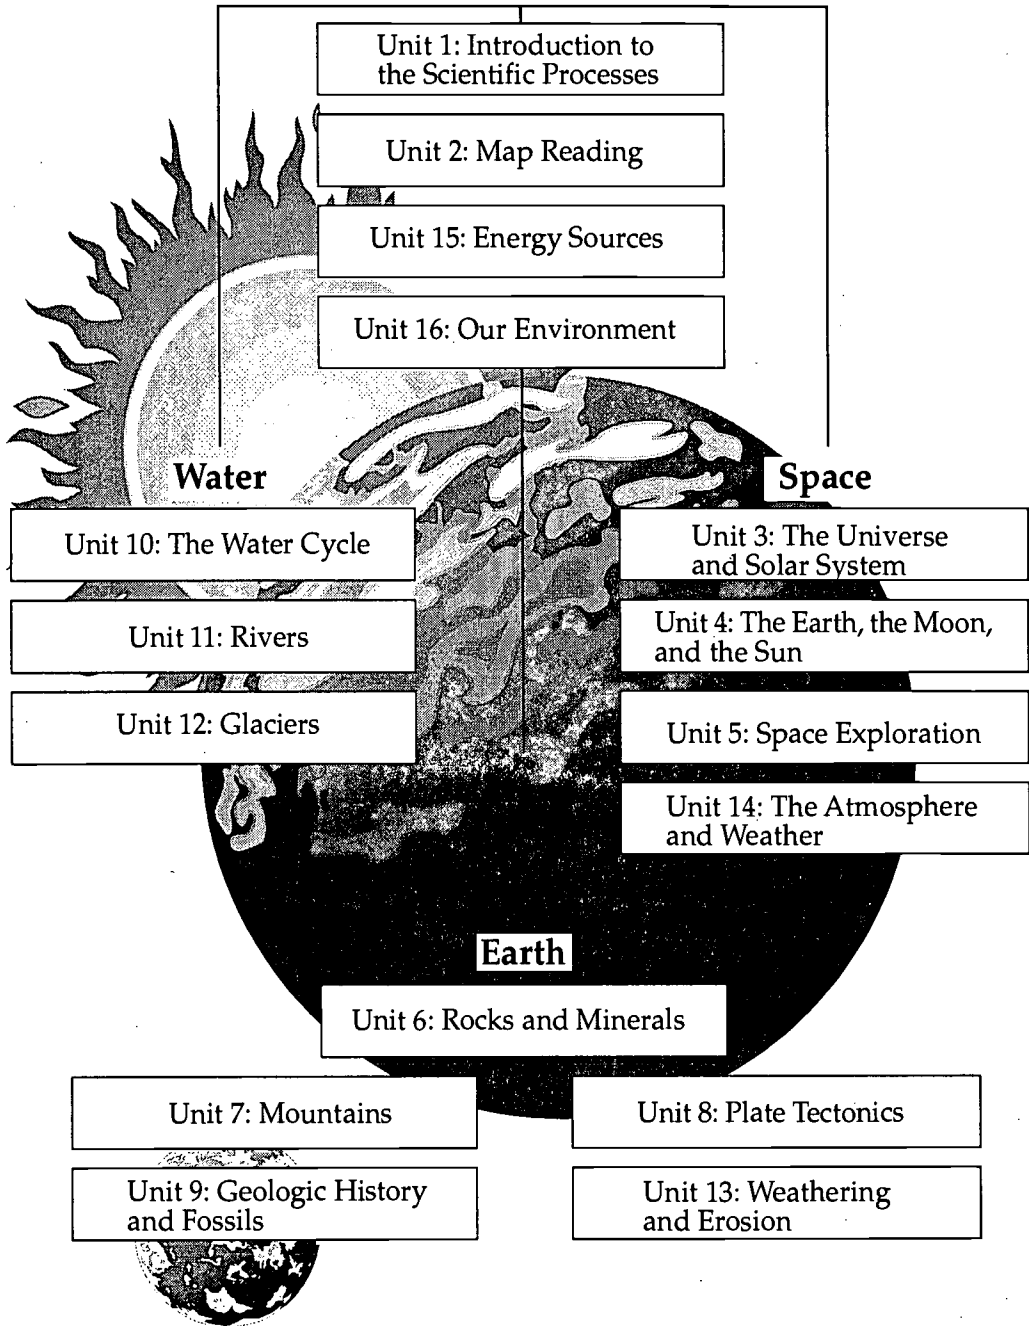 Unit 1: Introduction to
the Scientific Processes
Unit 2: Map Reading
Unit 15: Energy Sources
Unit 16: Our Environment
Water
Unit 10: The Water Cycle
Unit 11: Rivers
Unit 12: Glaciers
Space
Unit 3: The Universe
and Solar System
Unit 4: The Earth, the Moon,
and the Sun
Unit 5: Space Exploration
Unit 14: The Atmosphere
and Weather
Earth
Unit 6: Rocks and Minerals
Unit 7: Mountains
Unit 8: Plate Tectonics
Unit 9: Geologic History
and Fossils
Unit 13: Weathering
and Erosion